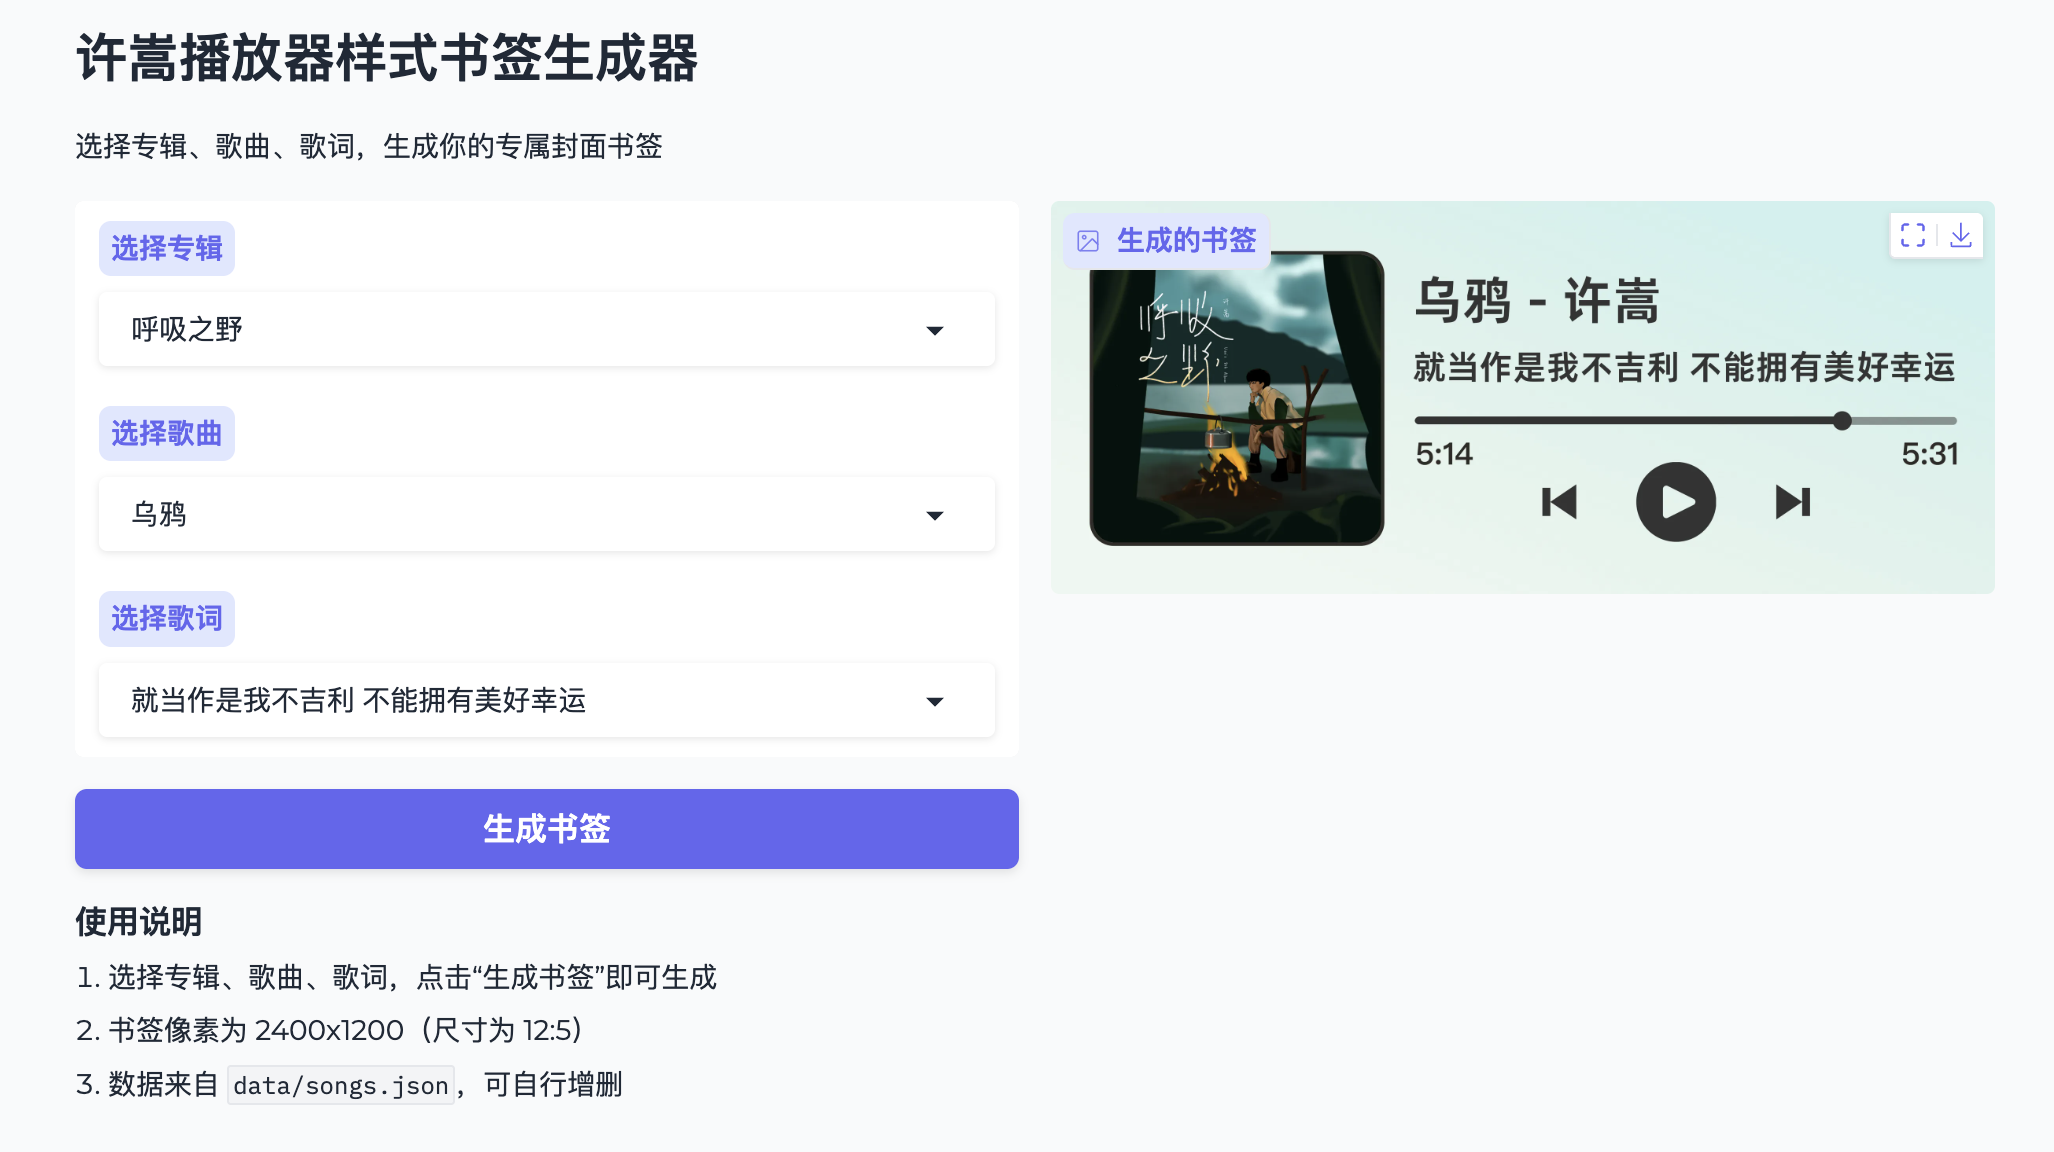 许嵩播放器样式书签生成器
选择专辑、歌曲、歌词，生成你的专属封面书签
选择专辑
呼吸之野
选择歌曲
乌鸦
选择歌词
就当作是我不吉利 不能拥有美好幸运
生成书签
生成的书签
呼吸
之野
乌鸦 - 许嵩
就当作是我不吉利 不能拥有美好幸运
5:14
5:31
使用说明
1. 选择专辑、歌曲、歌词，点击“生成书签”即可生成
2. 书签像素为 2400x1200（尺寸为 12:5）
3. 数据来自 data/songs.json，可自行增删